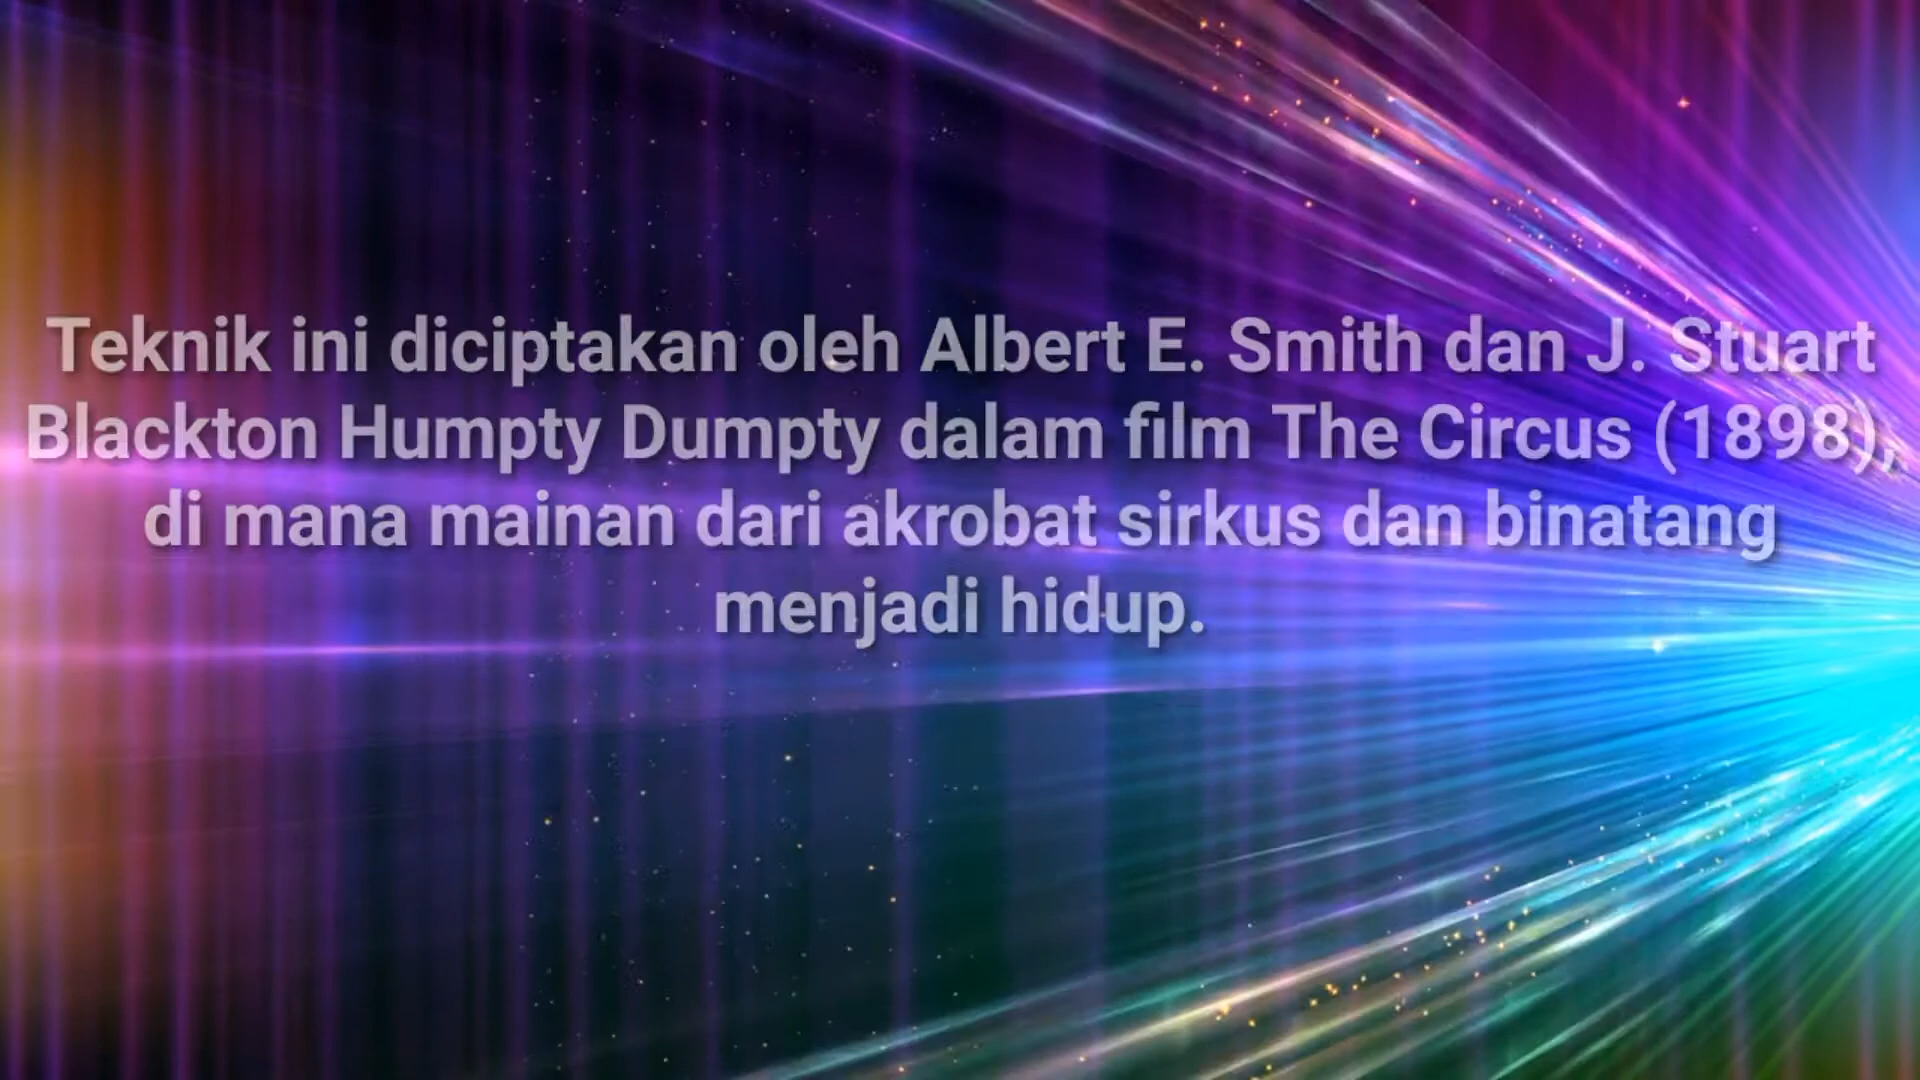 Teknik ini diciptakan oleh Albert E. Smith dan J. Stuart
Blackton Humpty Dumpty dalam film The Circus (1898),
di mana mainan dari akrobat sirkus dan binatang
menjadi hidup.